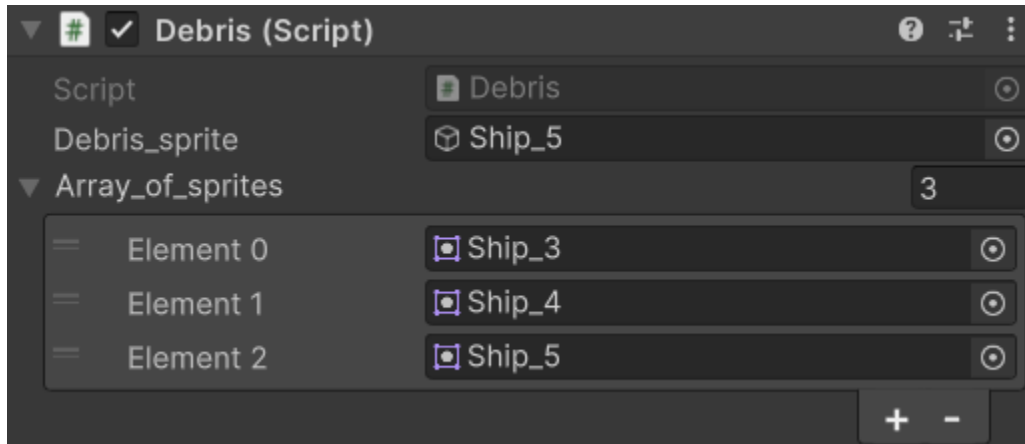 Debris (Script)
Script Debris
Debris_sprite Ship_5
Array_of_sprites 3
Element 0 Ship_3
Element 1 Ship_4
Element 2 Ship_5
+ -